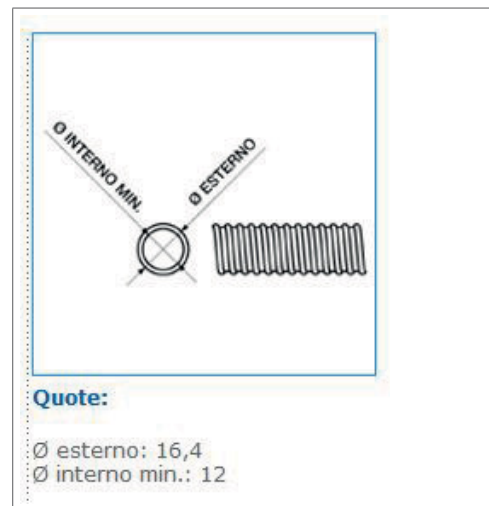 Ø INTERNO MIN.
Ø ESTERNO
Quote:
Ø esterno: 16,4
Ø interno min.: 12